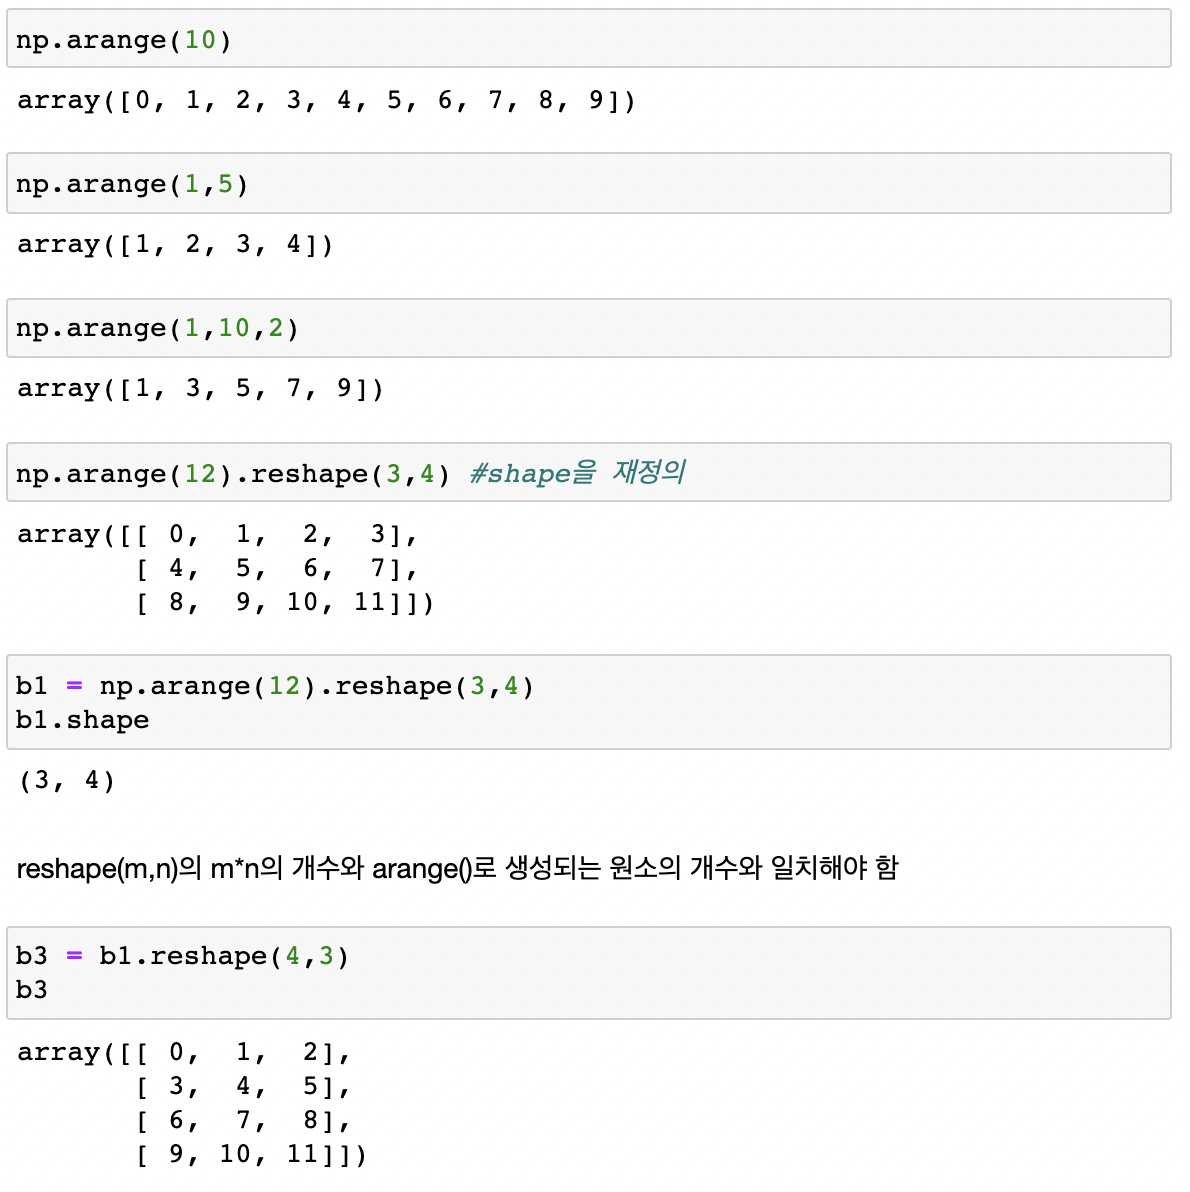 np.arange(10)
array([0, 1, 2, 3, 4, 5, 6, 7, 8, 9])
np.arange(1,5)
array([1, 2, 3, 4])
np.arange(1,10,2)
array([1, 3, 5, 7, 9])
np.arange(12).reshape(3,4) #shape을 재정의
array([[ 0,  1,  2,  3],
       [ 4,  5,  6,  7],
       [ 8,  9, 10, 11]])
b1 = np.arange(12).reshape(3,4)
b1.shape
(3, 4)
reshape(m,n)의 m*n의 개수와 arange()로 생성되는 원소의 개수와 일치해야 함
b3 = b1.reshape(4,3)
b3
array([[ 0,  1,  2],
       [ 3,  4,  5],
       [ 6,  7,  8],
       [ 9, 10, 11]])